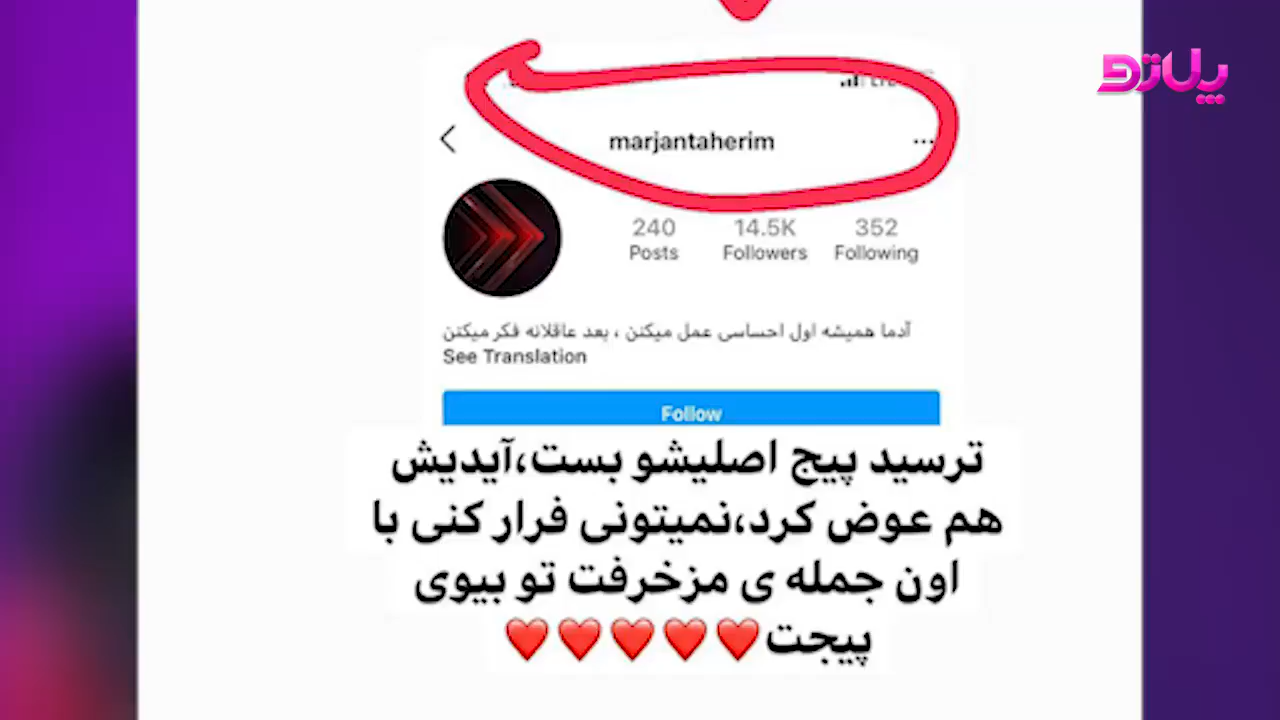 پلاتو
marjantaherim
240 14.5K 352
Posts Followers Following
آدما همیشه اول احساسی عمل میکنن ، بعد عاقلانه فکر میکنن
See Translation
Follow
ترسید پیج اصلیشو بست،آیدیش
هم عوض کرد،نمیتونی فرار کنی با
اون جمله ی مزخرفت تو بیوی
پیجت❤️❤️❤️❤️❤️